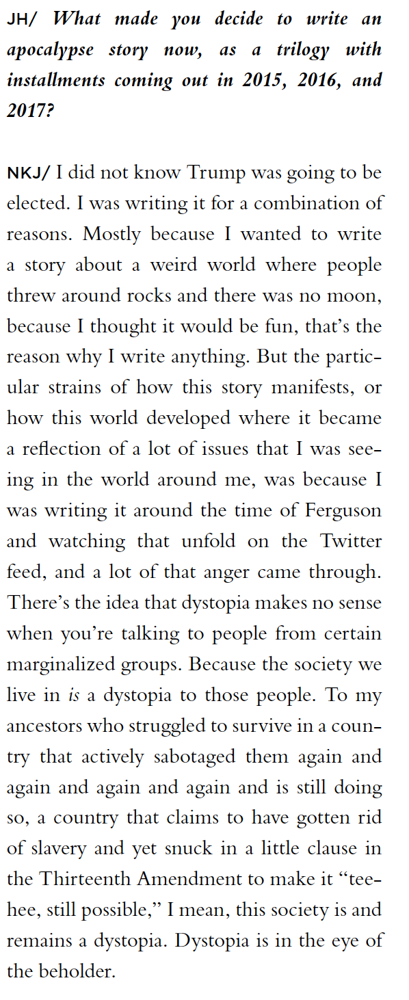 JH/ What made you decide to write an
apocalypse story now, as a trilogy with
installments coming out in 2015, 2016, and
2017?
NKJ/ I did not know Trump was going to be
elected. I was writing it for a combination of
reasons. Mostly because I wanted to write
a story about a weird world where people
threw around rocks and there was no moon,
because I thought it would be fun, that’s the
reason why I write anything. But the partic-
ular strains of how this story manifests, or
how this world developed where it became
a reflection of a lot of issues that I was see-
ing in the world around me, was because I
was writing it around the time of Ferguson
and watching that unfold on the Twitter
feed, and a lot of that anger came through.
There’s the idea that dystopia makes no sense
when you’re talking to people from certain
marginalized groups. Because the society we
live in is a dystopia to those people. To my
ancestors who struggled to survive in a coun-
try that actively sabotaged them again and
again and again and again and is still doing
so, a country that claims to have gotten rid
of slavery and yet snuck in a little clause in
the Thirteenth Amendment to make it “tee-
hee, still possible,” I mean, this society is and
remains a dystopia. Dystopia is in the eye of
the beholder.